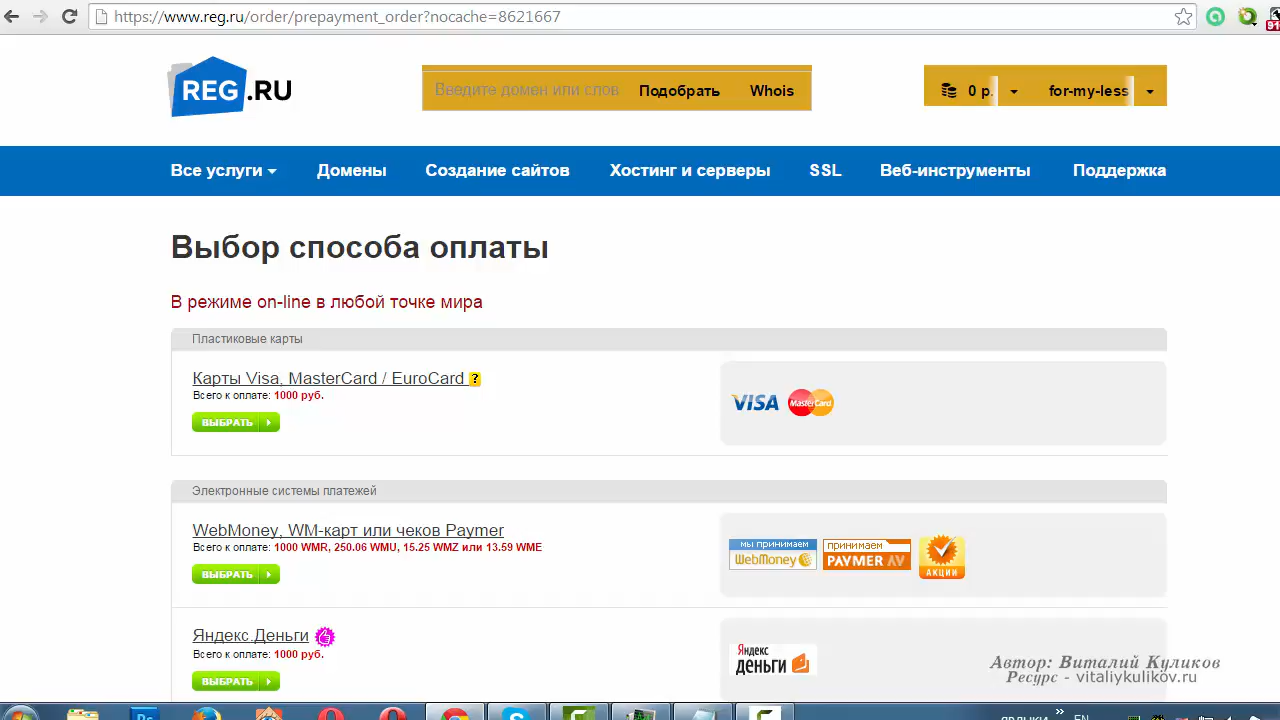 https://www.reg.ru/order/prepayment_order?nocache=8621667
91
REG.RU
Введите домен или слов Подобрать Whois
0 р. for-my-less
Все услуги Домены Создание сайтов Хостинг и серверы SSL Веб-инструменты Поддержка
Выбор способа оплаты
В режиме on-line в любой точке мира
Пластиковые карты
Карты Visa, MasterCard / EuroCard ?
Всего к оплате: 1000 руб.
ВЫБРАТЬ
VISA MasterCard
Электронные системы платежей
WebMoney, WM-карт или чеков Paymer
Всего к оплате: 1000 WMR, 250.06 WMU, 15.25 WMZ или 13.59 WME
ВЫБРАТЬ
мы принимаем
WebMoney
принимаем
PAYMER
АКЦИИ
Яндекс.Деньги
Всего к оплате: 1000 руб.
ВЫБРАТЬ
Яндекс
деньги
Автор: Виталий Куликов
Ресурс - vitaliykulikov.ru
Ps
EN